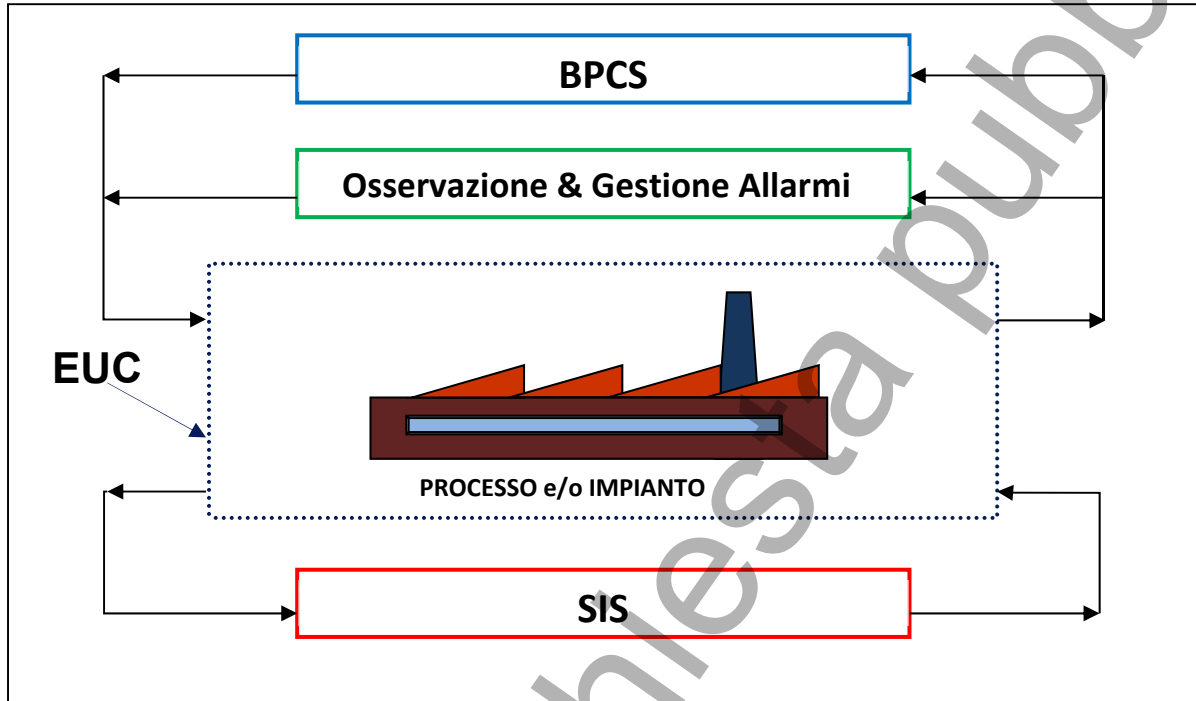 BPCS
Osservazione & Gestione Allarmi
EUC
PROCESSO e/o IMPIANTO
SIS